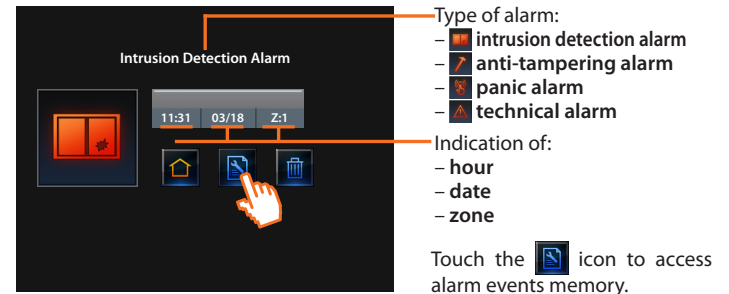 Intrusion Detection Alarm
11:31 03/18 Z:1
Type of alarm:
– intrusion detection alarm
– anti-tampering alarm
– panic alarm
– technical alarm
Indication of:
– hour
– date
– zone
Touch the icon to access
alarm events memory.